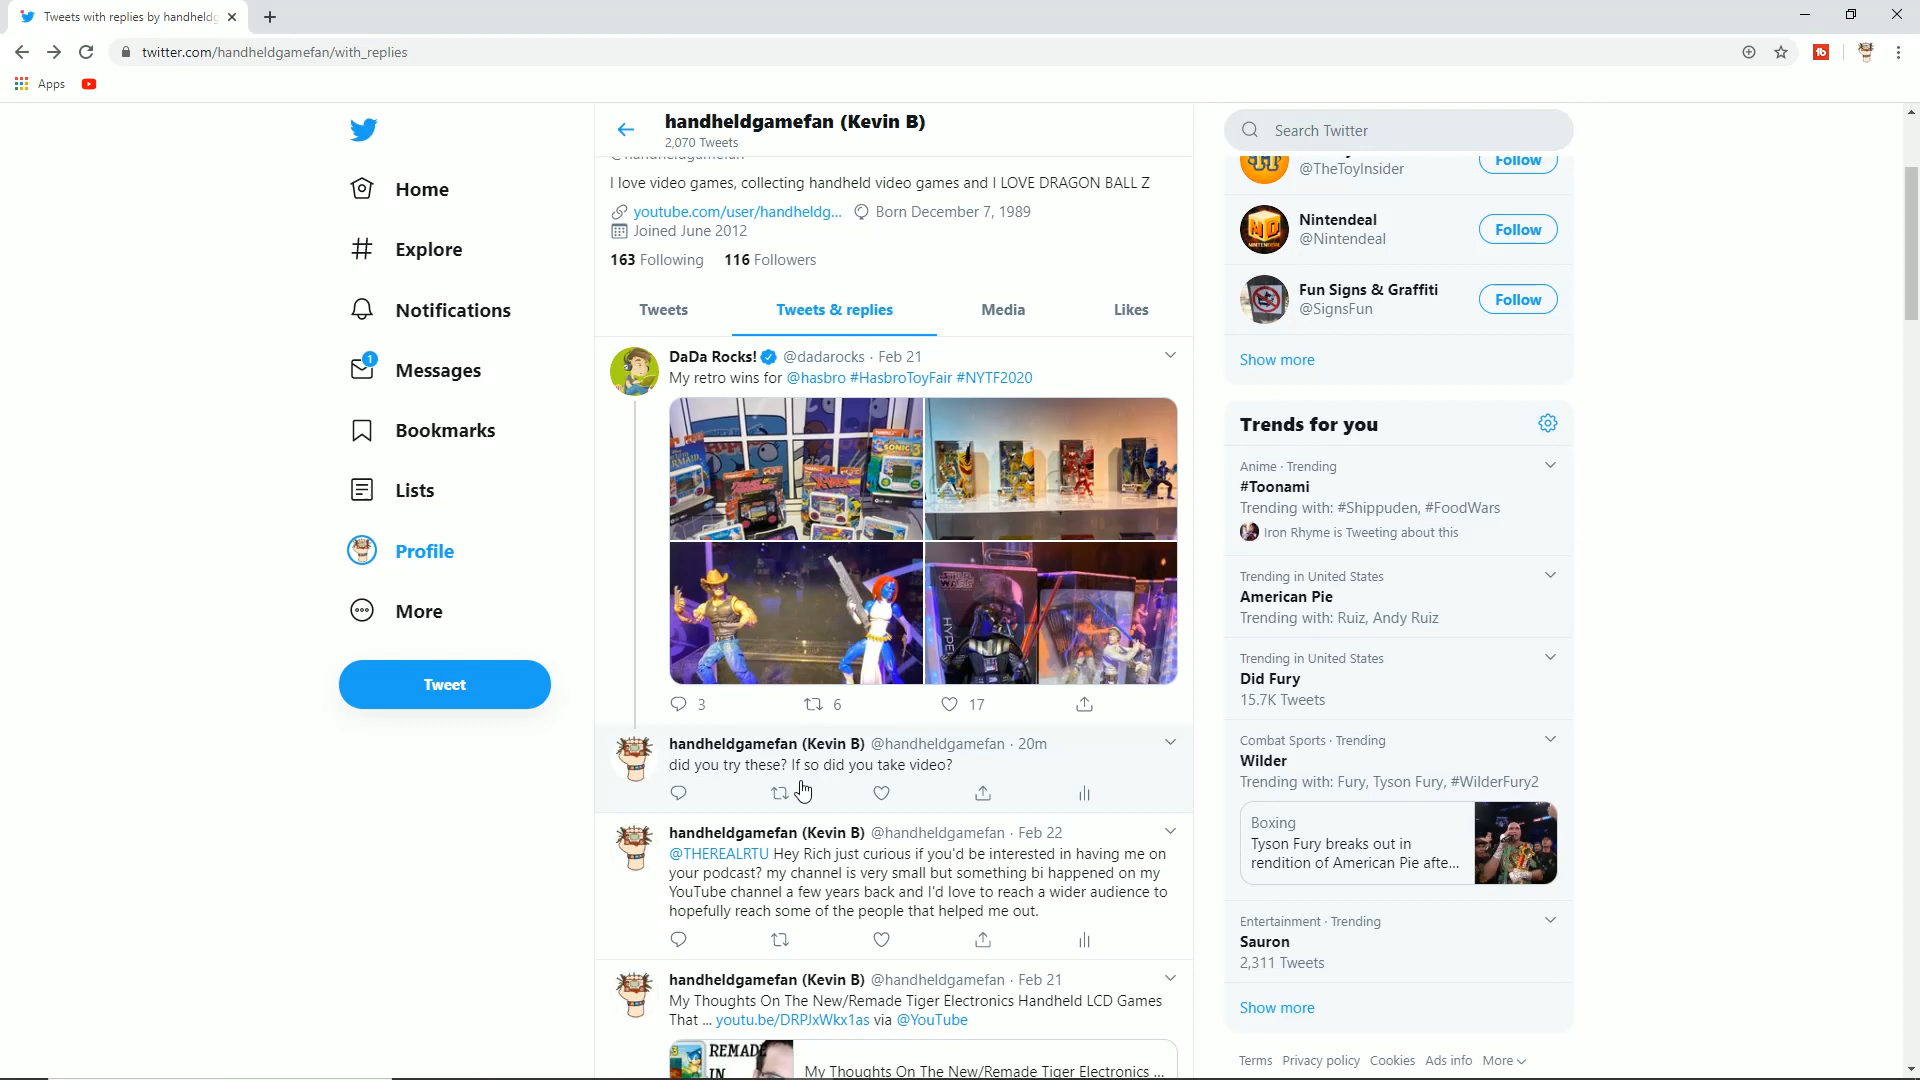 Tweets with replies by handheldg
twitter.com/handheldgamefan/with_replies
Apps
Home
Explore
Notifications
1
Messages
Bookmarks
Lists
Profile
More
Tweet
handheldgamefan (Kevin B)
2,070 Tweets
I love video games, collecting handheld video games and I LOVE DRAGON BALL Z
youtube.com/user/handheldg... Born December 7, 1989
Joined June 2012
163 Following 116 Followers
Tweets Tweets & replies Media Likes
DaDa Rocks! @dadarocks · Feb 21
My retro wins for @hasbro #HasbroToyFair #NYTF2020
SONIC 3
STAR WARS
HYPE
3 6 17
handheldgamefan (Kevin B) @handheldgamefan · 20m
did you try these? If so did you take video?
handheldgamefan (Kevin B) @handheldgamefan · Feb 22
@THEREALRTU Hey Rich just curious if you'd be interested in having me on
your podcast? my channel is very small but something bi happened on my
YouTube channel a few years back and I'd love to reach a wider audience to
hopefully reach some of the people that helped me out.
handheldgamefan (Kevin B) @handheldgamefan · Feb 21
My Thoughts On The New/Remade Tiger Electronics Handheld LCD Games
That ... youtu.be/DRPJxWkx1as via @YouTube
REMADE
IN
My Thoughts On The New/Remade Tiger Electronics ...
Search Twitter
@TheToyInsider
Follow
Nintendeal
@Nintendeal
Follow
Fun Signs & Graffiti
@SignsFun
Follow
Show more
Trends for you
Anime · Trending
#Toonami
Trending with: #Shippuden, #FoodWars
Iron Rhyme is Tweeting about this
Trending in United States
American Pie
Trending with: Ruiz, Andy Ruiz
Trending in United States
Did Fury
15.7K Tweets
Combat Sports · Trending
Wilder
Trending with: Fury, Tyson Fury, #WilderFury2
Boxing
Tyson Fury breaks out in
rendition of American Pie afte...
Entertainment · Trending
Sauron
2,311 Tweets
Show more
Terms Privacy policy Cookies Ads info More